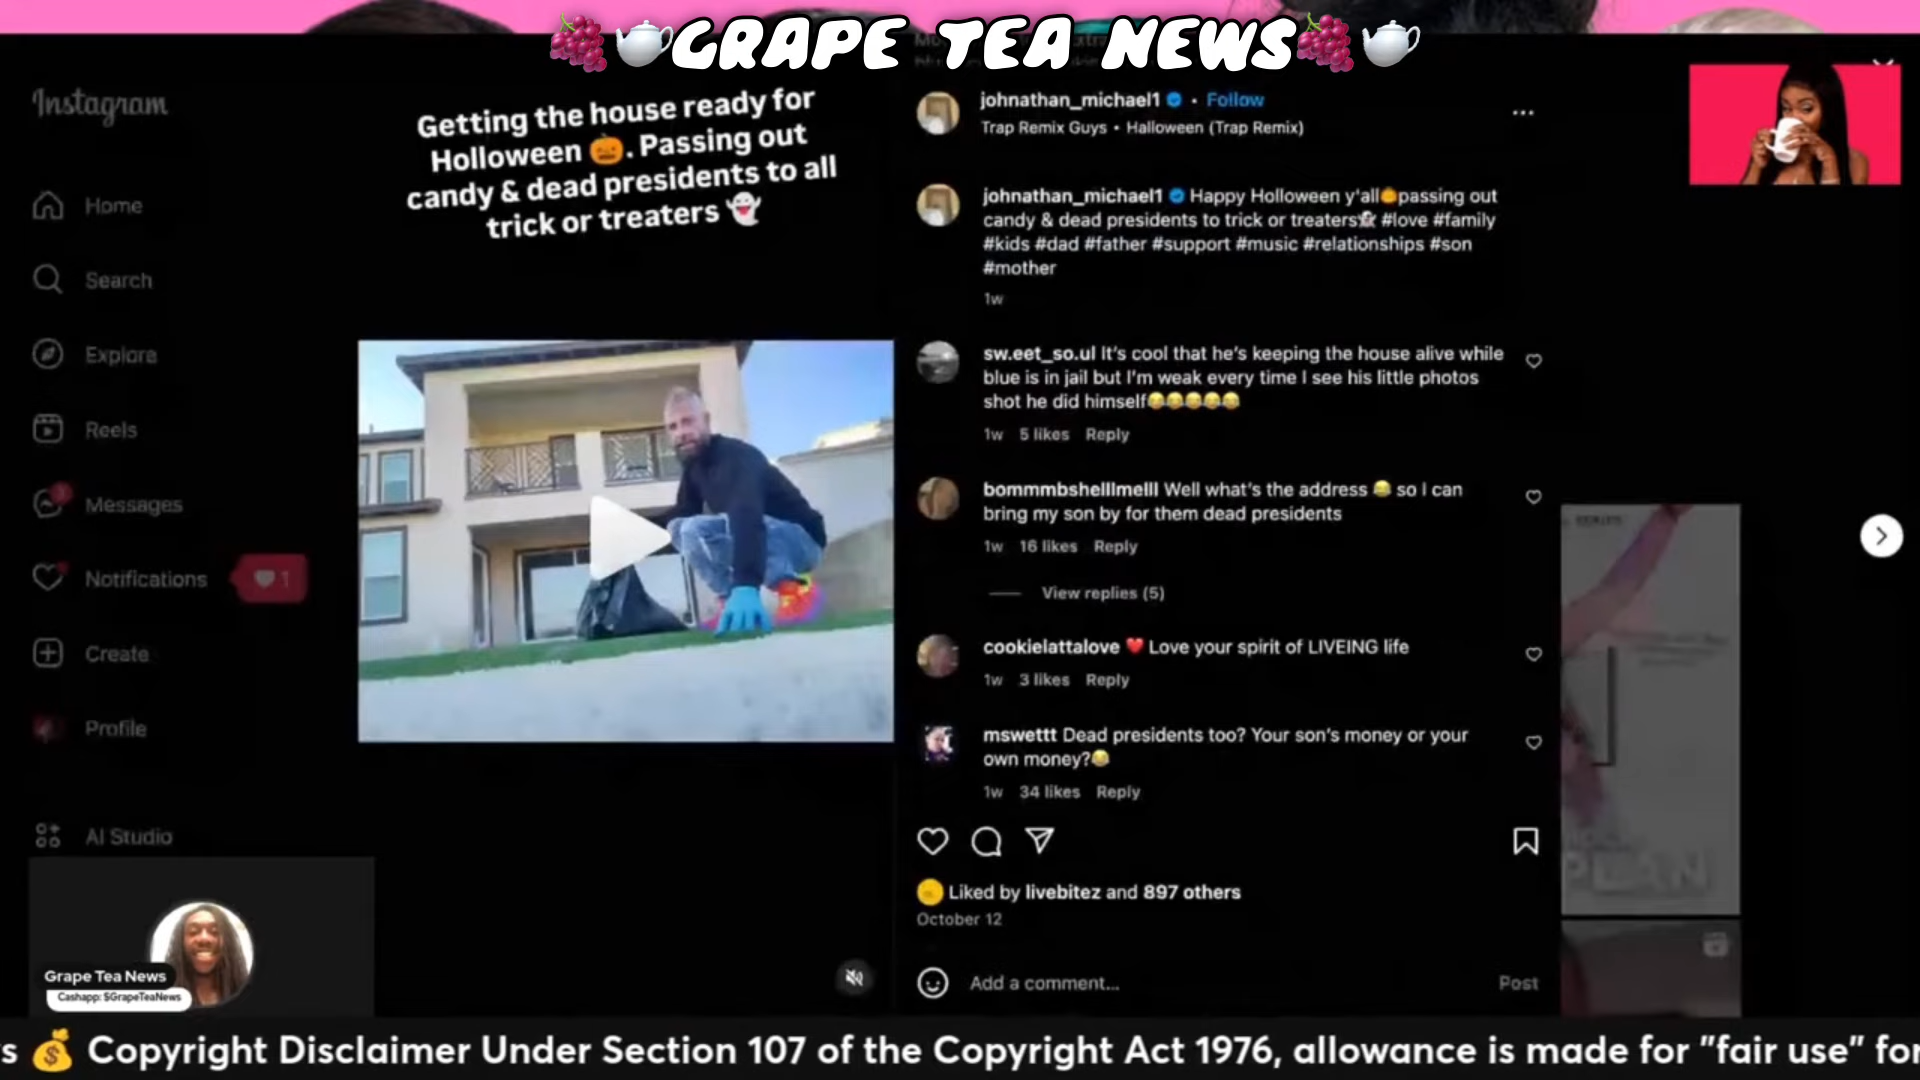 GRAPE TEA NEWS
Instagram
Home
Search
Explore
Reels
Messages
Notifications
1
Create
Profile
AI Studio
Getting the house ready for
Holloween 🎃. Passing out
candy & dead presidents to all
trick or treaters 👻
johnathan_michael1 • Follow
Trap Remix Guys • Halloween (Trap Remix)
johnathan_michael1 Happy Holloween y'all🎃passing out
candy & dead presidents to trick or treaters👻 #love #family
#kids #dad #father #support #music #relationships #son
#mother
1w
sw.eet_so.ul It's cool that he's keeping the house alive while
blue is in jail but I'm weak every time I see his little photos
shot he did himself😂😂😂😂😂
1w 5 likes Reply
bommmbshelllmelll Well what's the address 😂 so I can
bring my son by for them dead presidents
1w 16 likes Reply
View replies (5)
cookielattalove ❤️ Love your spirit of LIVEING life
1w 3 likes Reply
mswettt Dead presidents too? Your son's money or your
own money?😂
1w 34 likes Reply
Liked by livebitez and 897 others
October 12
Add a comment...
Post
PLAN
Grape Tea News
Cashapp: $GrapeTeaNews
s 💰 Copyright Disclaimer Under Section 107 of the Copyright Act 1976, allowance is made for "fair use" for